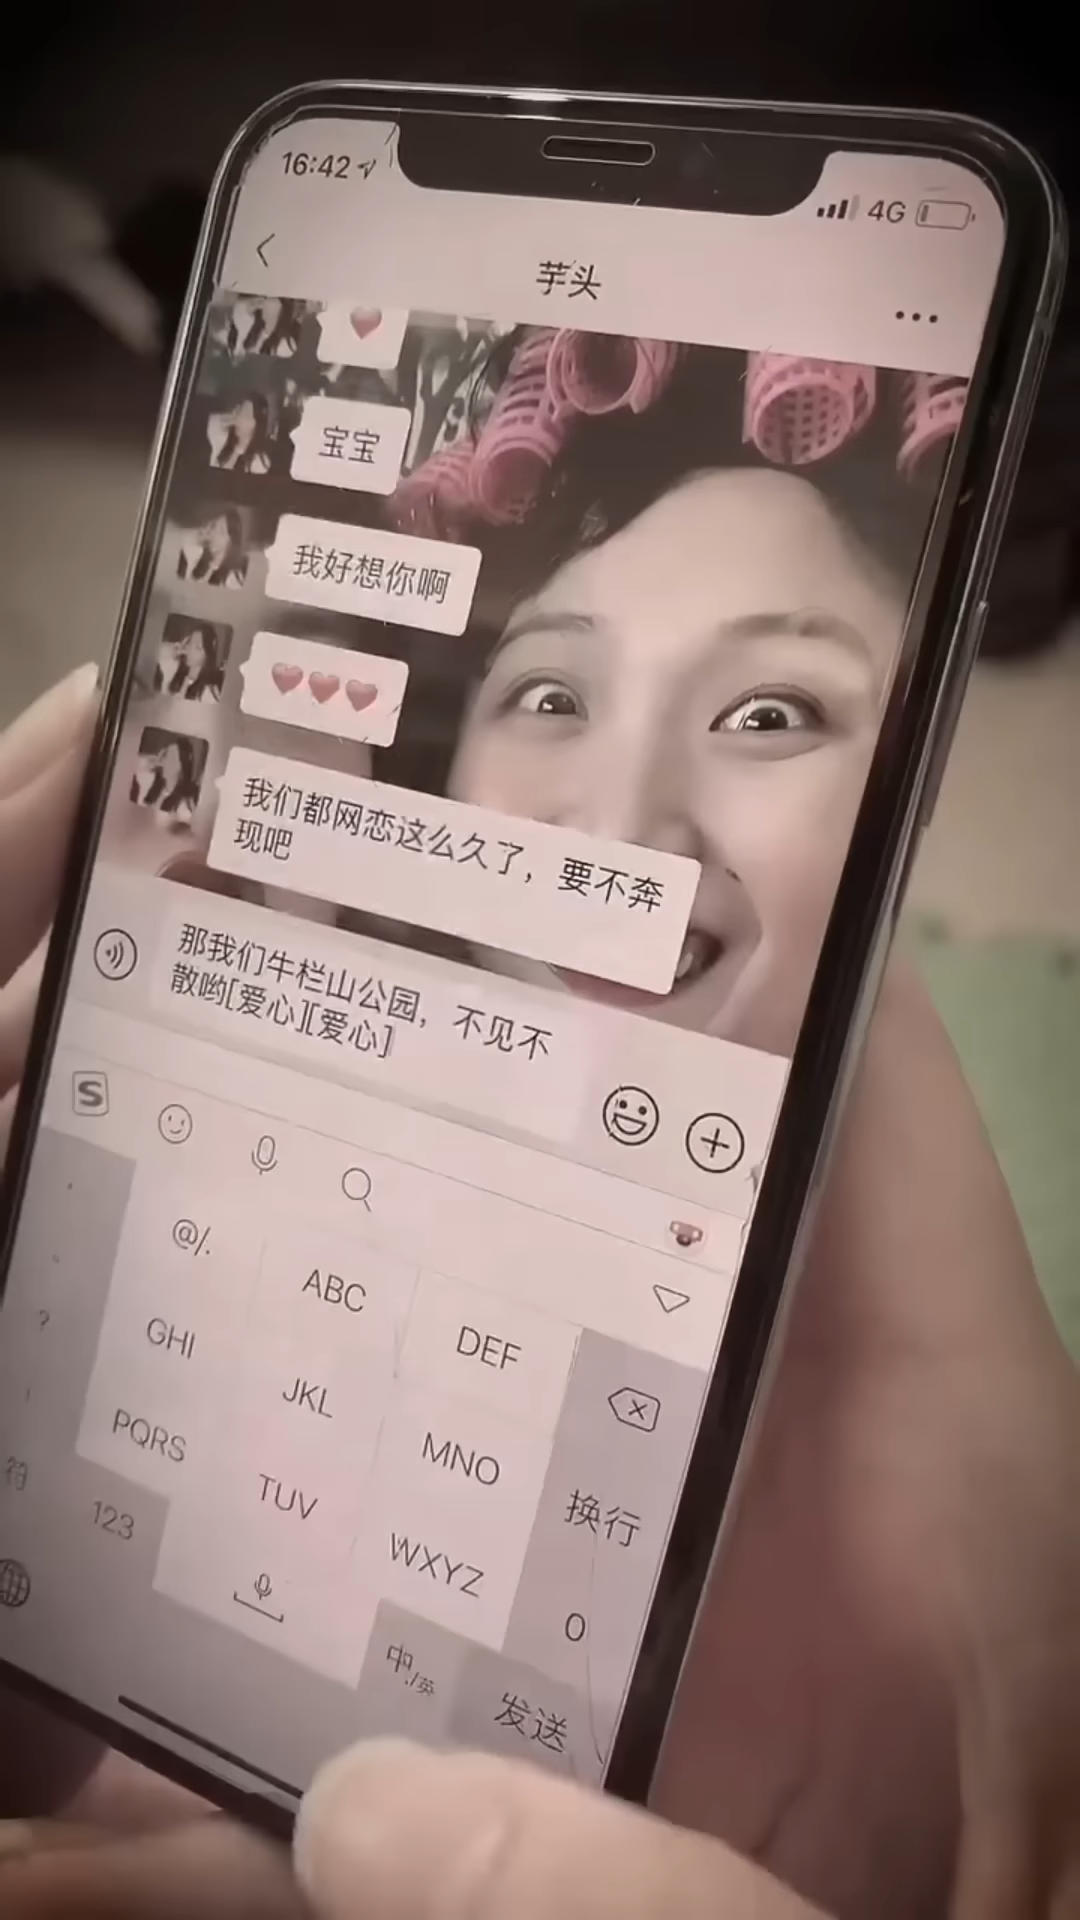 16:42
4G
芋头
宝宝
我好想你啊
我们都网恋这么久了，要不奔
现吧
那我们牛栏山公园，不见不
散哟[爱心][爱心]
S
@/.
ABC
DEF
?
GHI
JKL
MNO
换行
PQRS
TUV
WXYZ
符
123
0
中/英
发送